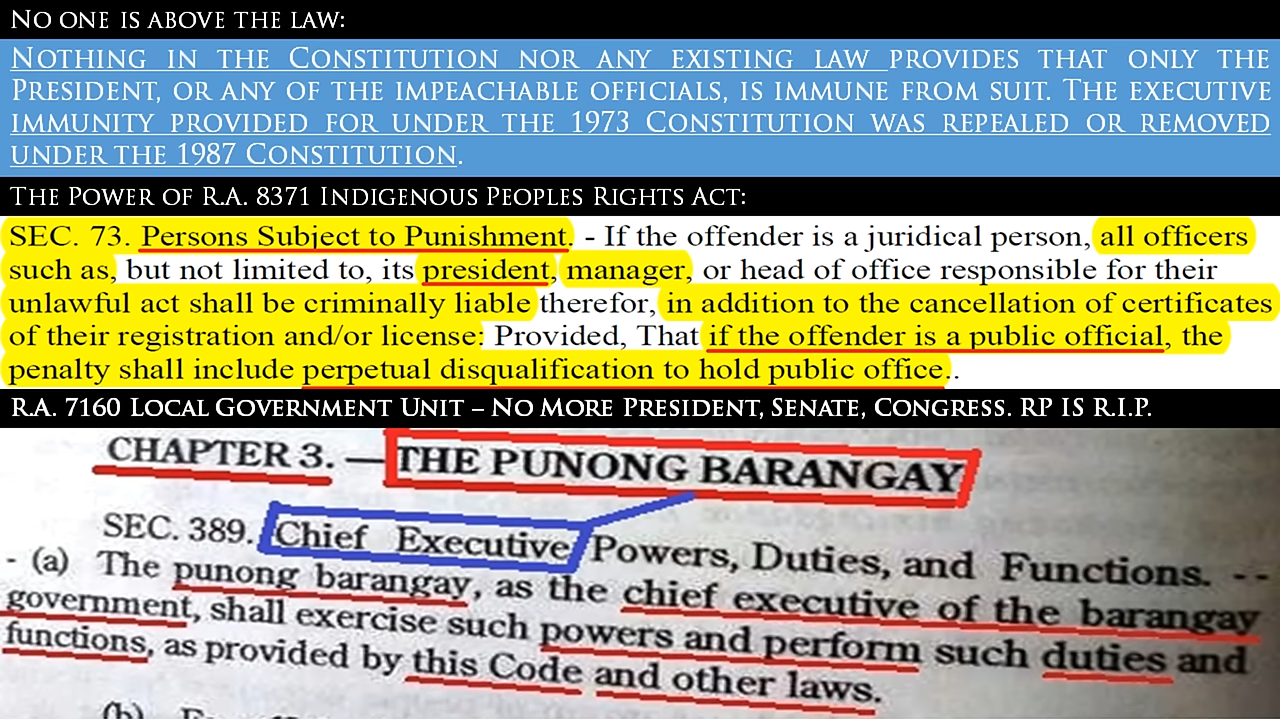 No one is above the law:
Nothing in the Constitution nor any existing law provides that only the
President, or any of the impeachable officials, is immune from suit. The executive
immunity provided for under the 1973 Constitution was repealed or removed
under the 1987 Constitution.
The Power of R.A. 8371 Indigenous Peoples Rights Act:
SEC. 73. Persons Subject to Punishment. - If the offender is a juridical person, all officers
such as, but not limited to, its president, manager, or head of office responsible for their
unlawful act shall be criminally liable therefor, in addition to the cancellation of certificates
of their registration and/or license: Provided, That if the offender is a public official, the
penalty shall include perpetual disqualification to hold public office..
R.A. 7160 Local Government Unit – No More President, Senate, Congress. RP is R.I.P.
CHAPTER 3. — THE PUNONG BARANGAY
SEC. 389. Chief Executive Powers, Duties, and Functions. --
- (a) The punong barangay, as the chief executive of the barangay
government, shall exercise such powers and perform such duties and
functions, as provided by this Code and other laws.
(b)